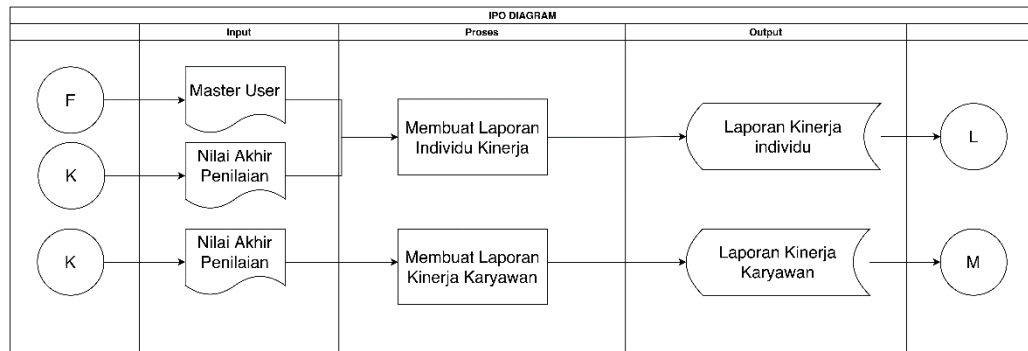 IPO DIAGRAM
Input
Proses
Output
F
Master User
K
Nilai Akhir
Penilaian
Membuat Laporan
Individu Kinerja
Laporan Kinerja
individu
L
K
Nilai Akhir
Penilaian
Membuat Laporan
Kinerja Karyawan
Laporan Kinerja
Karyawan
M